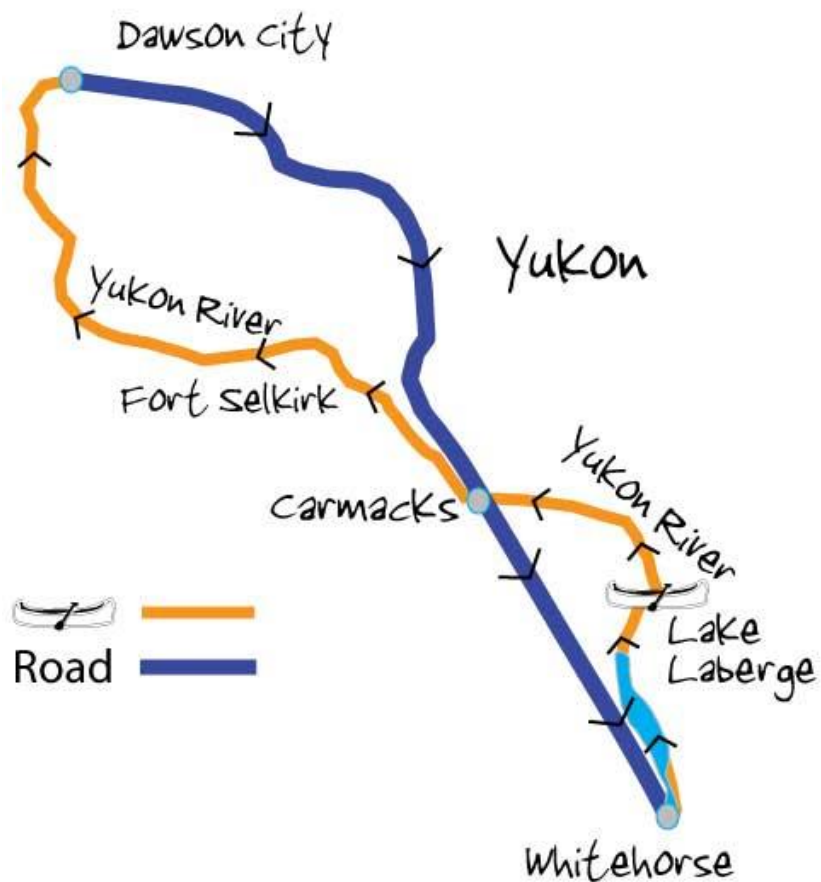 Dawson City
Yukon
Yukon River
Fort Selkirk
Yukon River
Carmacks
Lake
Laberge
Road
Whitehorse